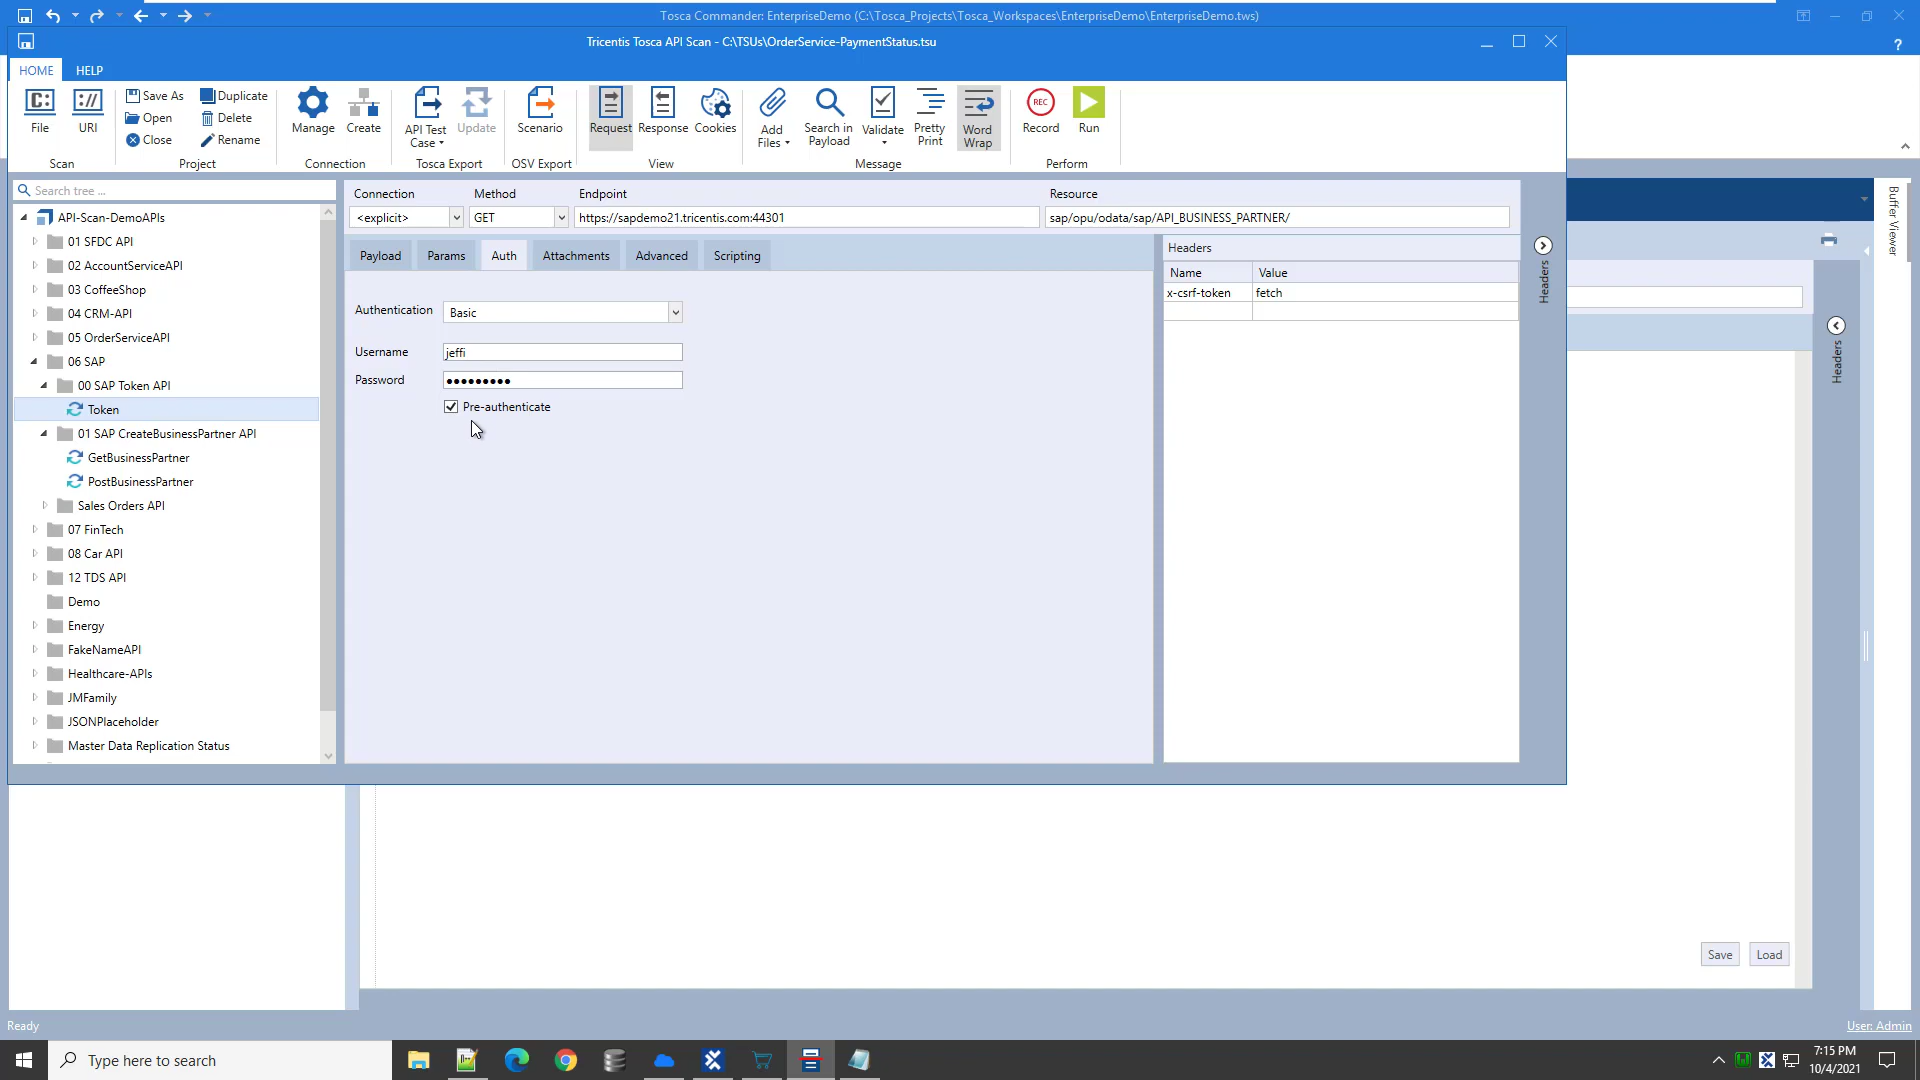 Tosca Commander: EnterpriseDemo (C:\Tosca_Projects\Tosca_Workspaces\EnterpriseDemo\EnterpriseDemo.tws)
Tricentis Tosca API Scan - C:\TSUs\OrderService-PaymentStatus.tsu
?
HOME HELP
C: :// Save As Duplicate REC
Open Delete
Close Rename
File URI Manage Create API Test Case Update Scenario Request Response Cookies Add Files Search in Payload Validate Pretty Print Word Wrap Record Run
Scan Project Connection Tosca Export OSV Export View Message Perform
Search tree ...
Connection Method Endpoint Resource
<explicit> GET https://sapdemo21.tricentis.com:44301 sap/opu/odata/sap/API_BUSINESS_PARTNER/
Payload Params Auth Attachments Advanced Scripting
Headers
Name Value
x-csrf-token fetch
Headers
Authentication Basic
Username jeffi
Password •••••••••
Pre-authenticate
API-Scan-DemoAPIs
01 SFDC API
02 AccountServiceAPI
03 CoffeeShop
04 CRM-API
05 OrderServiceAPI
06 SAP
00 SAP Token API
Token
01 SAP CreateBusinessPartner API
GetBusinessPartner
PostBusinessPartner
Sales Orders API
07 FinTech
08 Car API
12 TDS API
Demo
Energy
FakeNameAPI
Healthcare-APIs
JMFamily
JSONPlaceholder
Master Data Replication Status
Buffer Viewer
Headers
Save Load
Ready
User: Admin
Type here to search
7:15 PM
10/4/2021